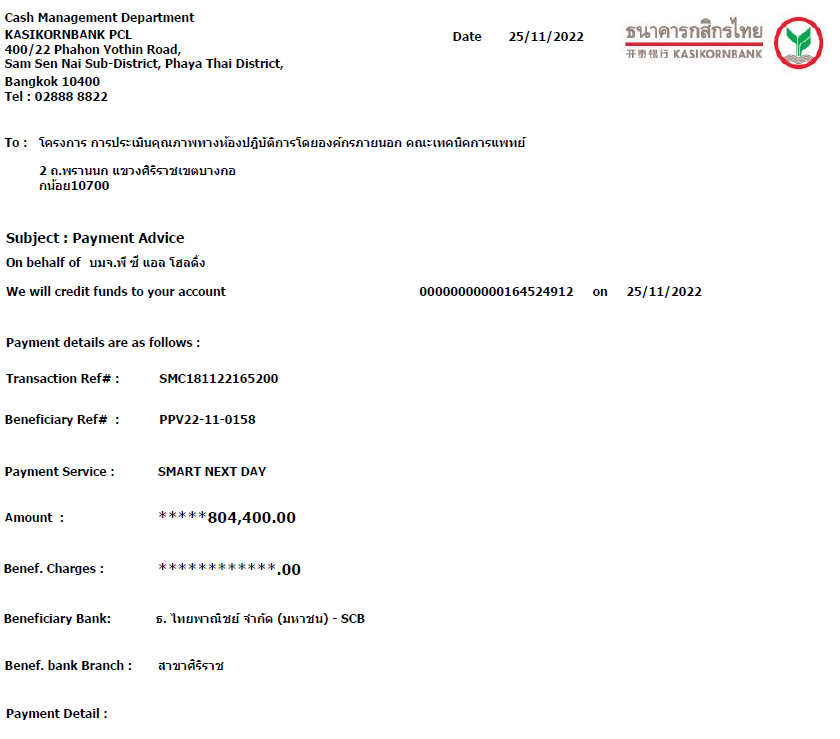 Cash Management Department
KASIKORNBANK PCL
400/22 Phahon Yothin Road,
Sam Sen Nai Sub-District, Phaya Thai District,
Bangkok 10400
Tel : 02888 8822
Date 25/11/2022
ธนาคารกสิกรไทย
开泰银行 KASIKORNBANK
To : โครงการ การประเมินคุณภาพทางห้องปฏิบัติการโดยองค์กรภายนอก คณะเทคนิคการแพทย์
2 ถ.พรานนก แขวงศิริราชเขตบางกอ
กน้อย10700
Subject : Payment Advice
On behalf of บมจ.พี ซี แอล โฮลดิ้ง
We will credit funds to your account 00000000000164524912 on 25/11/2022
Payment details are as follows :
Transaction Ref# : SMC181122165200
Beneficiary Ref# : PPV22-11-0158
Payment Service : SMART NEXT DAY
Amount : *****804,400.00
Benef. Charges : ************.00
Beneficiary Bank: ธ. ไทยพาณิชย์ จำกัด (มหาชน) - SCB
Benef. bank Branch : สาขาศิริราช
Payment Detail :